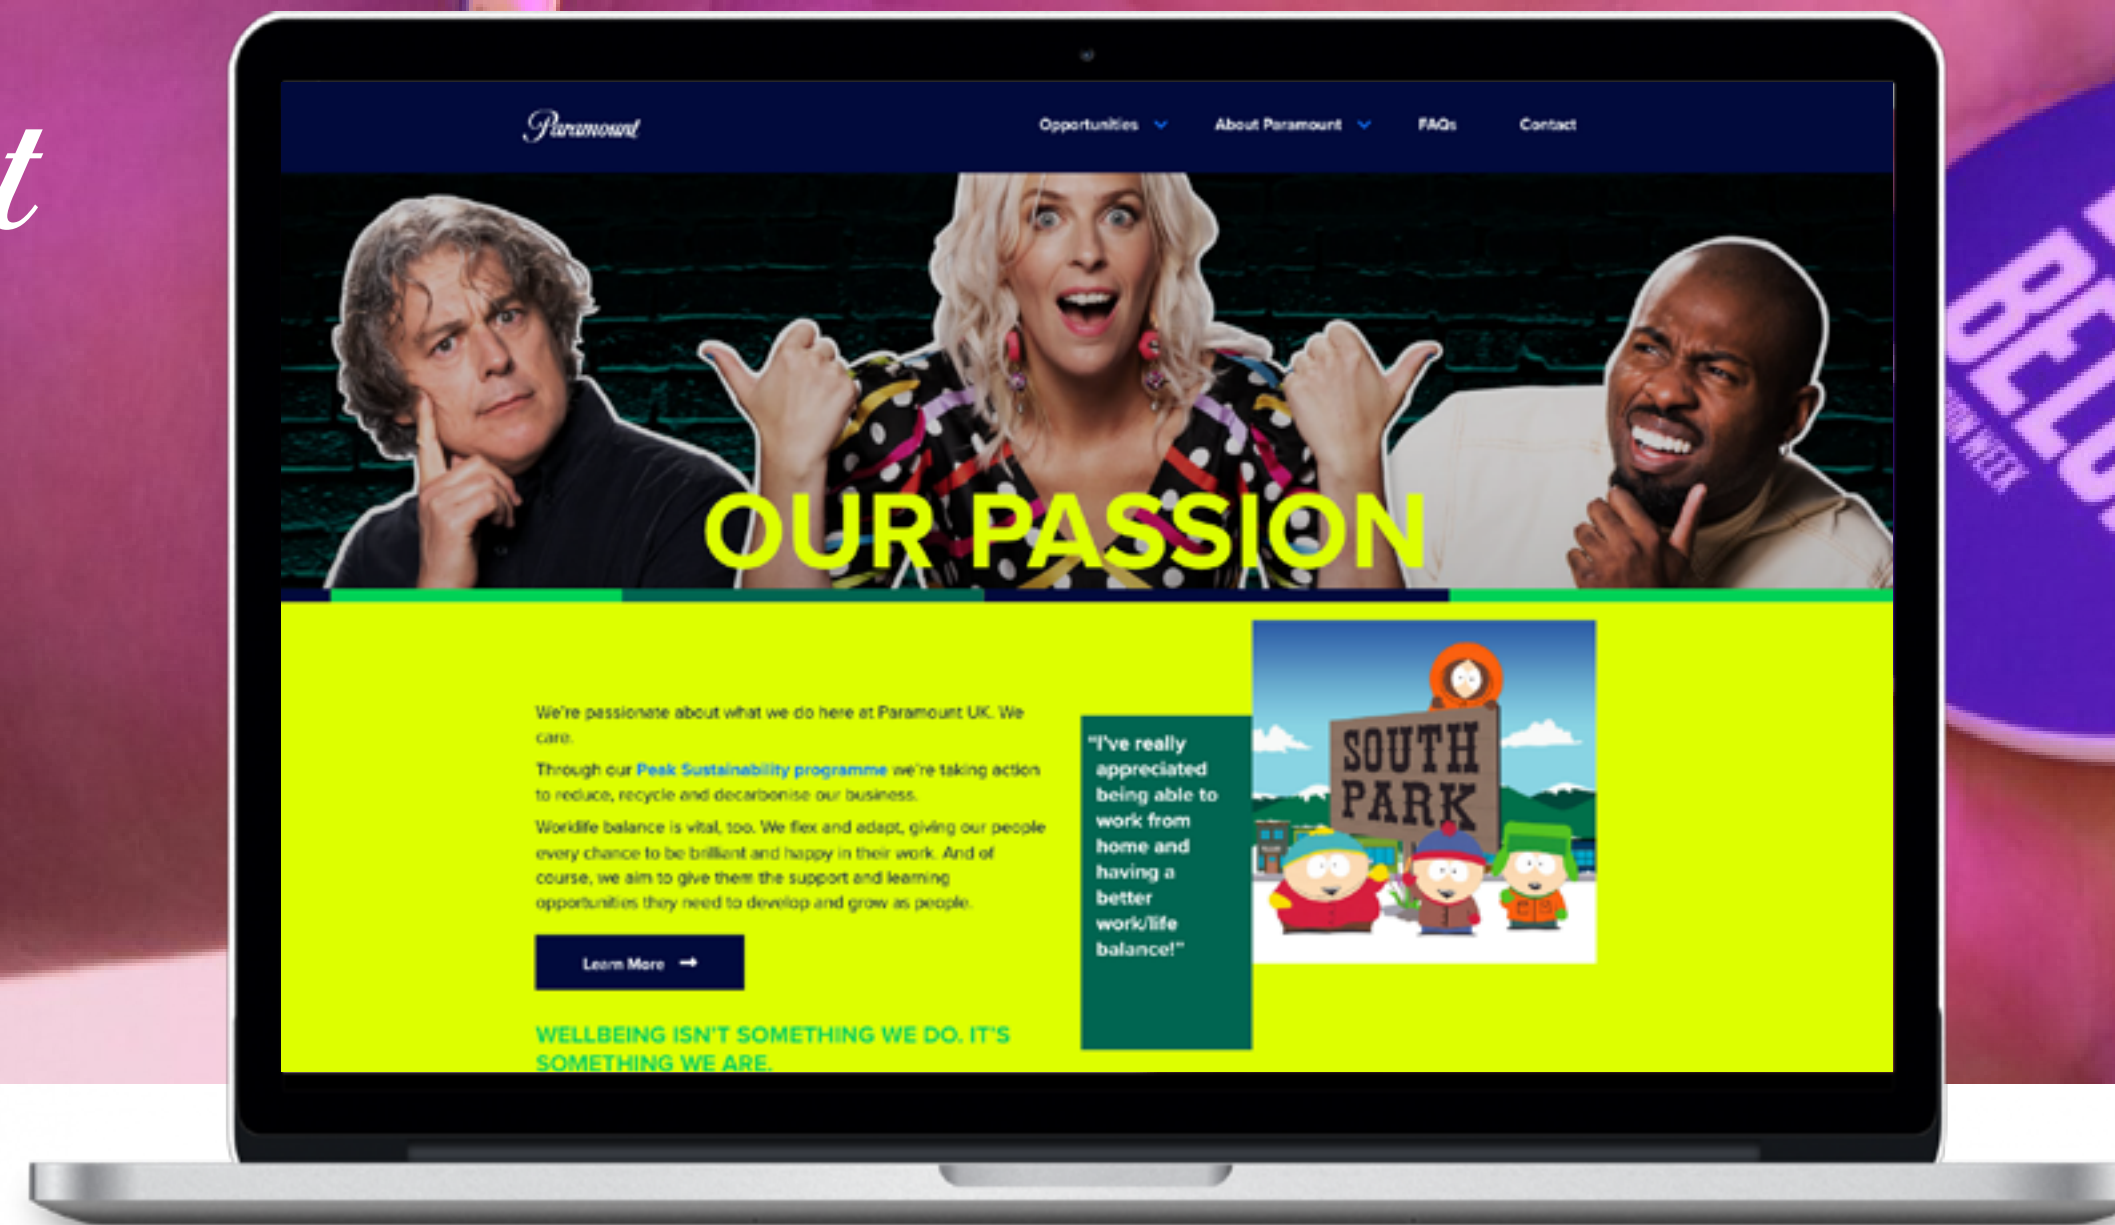 t
Paramount
Opportunities
About Paramount
FAQs
Contact
OUR PASSION
We're passionate about what we do here at Paramount UK. We
care.
Through our Peak Sustainability programme we're taking action
to reduce, recycle and decarbonise our business.
Worklife balance is vital, too. We flex and adapt, giving our people
every chance to be brilliant and happy in their work. And of
course, we aim to give them the support and learning
opportunities they need to develop and grow as people.
Learn More
WELLBEING ISN'T SOMETHING WE DO. IT'S
SOMETHING WE ARE.
"I've really
appreciated
being able to
work from
home and
having a
better
work/life
balance!"
SOUTH
PARK
WEEK